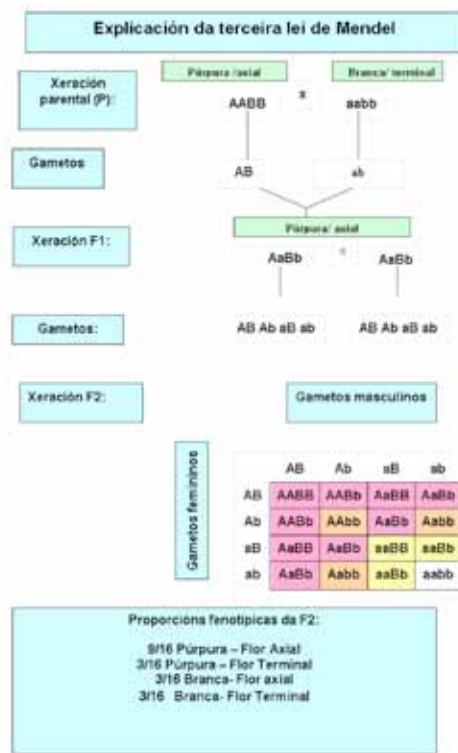 Explicación da terceira lei de Mendel
Xeración parental (P):
Púrpura /axial
Branca/ terminal
AABB x aabb
Gametos
AB ab
Xeración F1:
Púrpura/ axial
AaBb AaBb
Gametos:
AB Ab aB ab AB Ab aB ab
Xeración F2:
Gametos masculinos
Gametos femininos
AB Ab aB ab
AB AABB AABb AaBB AaBb
Ab AABb AAbb AaBb Aabb
aB AaBB AaBb aaBB aaBb
ab AaBb Aabb aaBb aabb
Proporcións fenotípicas da F2:
9/16 Púrpura – Flor Axial
3/16 Púrpura – Flor Terminal
3/16 Branca- Flor axial
3/16 Branca- Flor Terminal